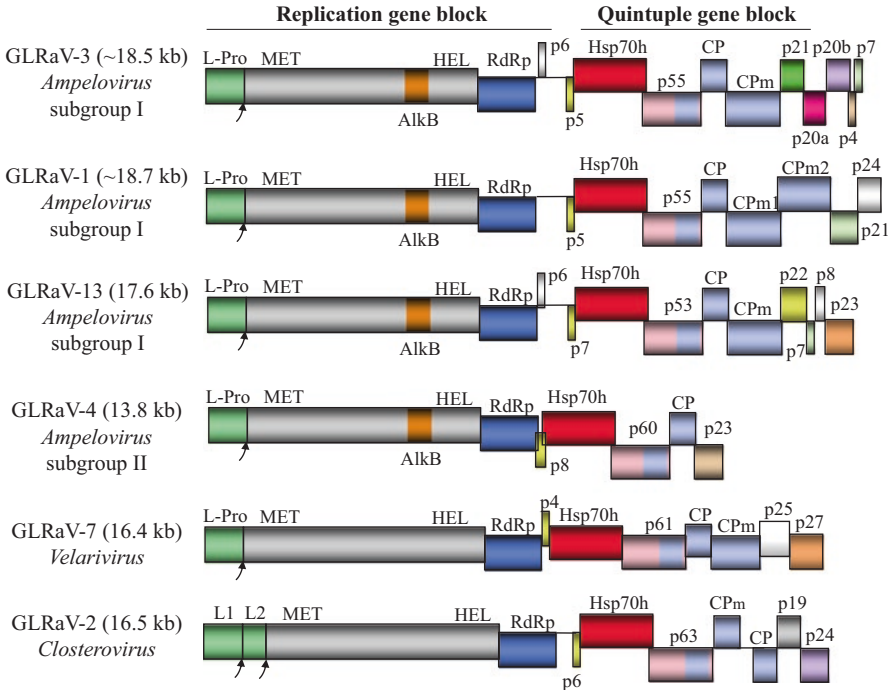 Replication gene block Quintuple gene block
GLRaV-3 (~18.5 kb)
Ampelovirus
subgroup I
L-Pro MET AlkB HEL RdRp p6 p5 Hsp70h p55 CP CPm p21 p20a p20b p4 p7
GLRaV-1 (~18.7 kb)
Ampelovirus
subgroup I
L-Pro MET AlkB HEL RdRp p5 Hsp70h p55 CP CPm1 CPm2 p21 p24
GLRaV-13 (17.6 kb)
Ampelovirus
subgroup I
L-Pro MET AlkB HEL RdRp p6 p7 Hsp70h p53 CP CPm p22 p7 p8 p23
GLRaV-4 (13.8 kb)
Ampelovirus
subgroup II
L-Pro MET AlkB HEL RdRp p8 Hsp70h p60 CP p23
GLRaV-7 (16.4 kb)
Velarivirus
L-Pro MET HEL RdRp p4 Hsp70h p61 CP CPm p25 p27
GLRaV-2 (16.5 kb)
Closterovirus
L1 L2 MET HEL RdRp p6 Hsp70h p63 CPm CP p19 p24